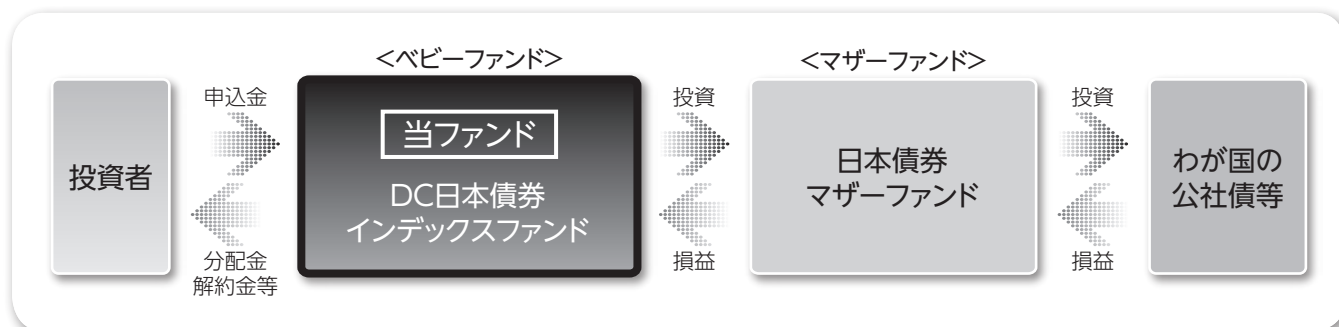 <ベビーファンド>
<マザーファンド>
投資者
申込金
分配金
解約金等
当ファンド
DC日本債券
インデックスファンド
投資
損益
日本債券
マザーファンド
投資
損益
わが国の
公社債等